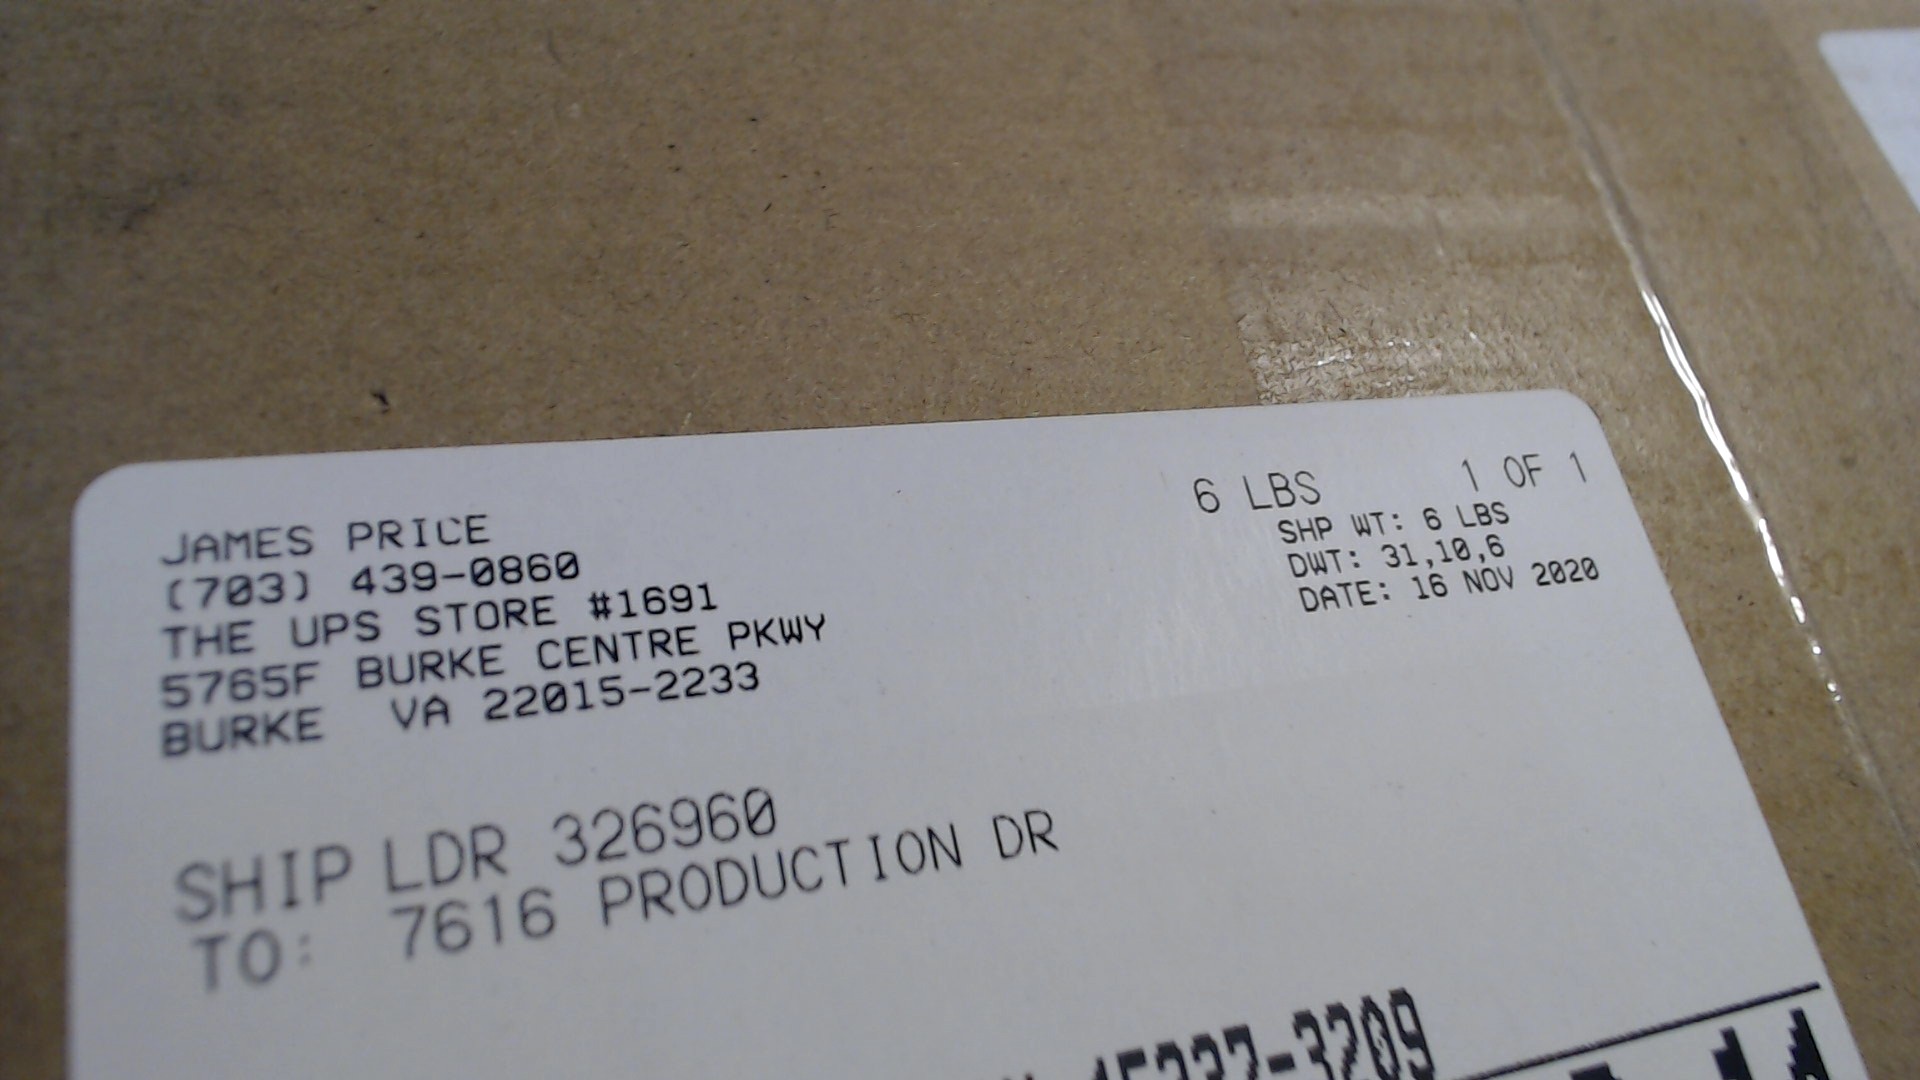 JAMES PRICE
(703) 439-0860
THE UPS STORE #1691
5765F BURKE CENTRE PKWY
BURKE VA 22015-2233
6 LBS 1 OF 1
SHP WT: 6 LBS
DWT: 31,10,6
DATE: 16 NOV 2020
SHIP LDR 326960
TO: 7616 PRODUCTION DR
45237-3209